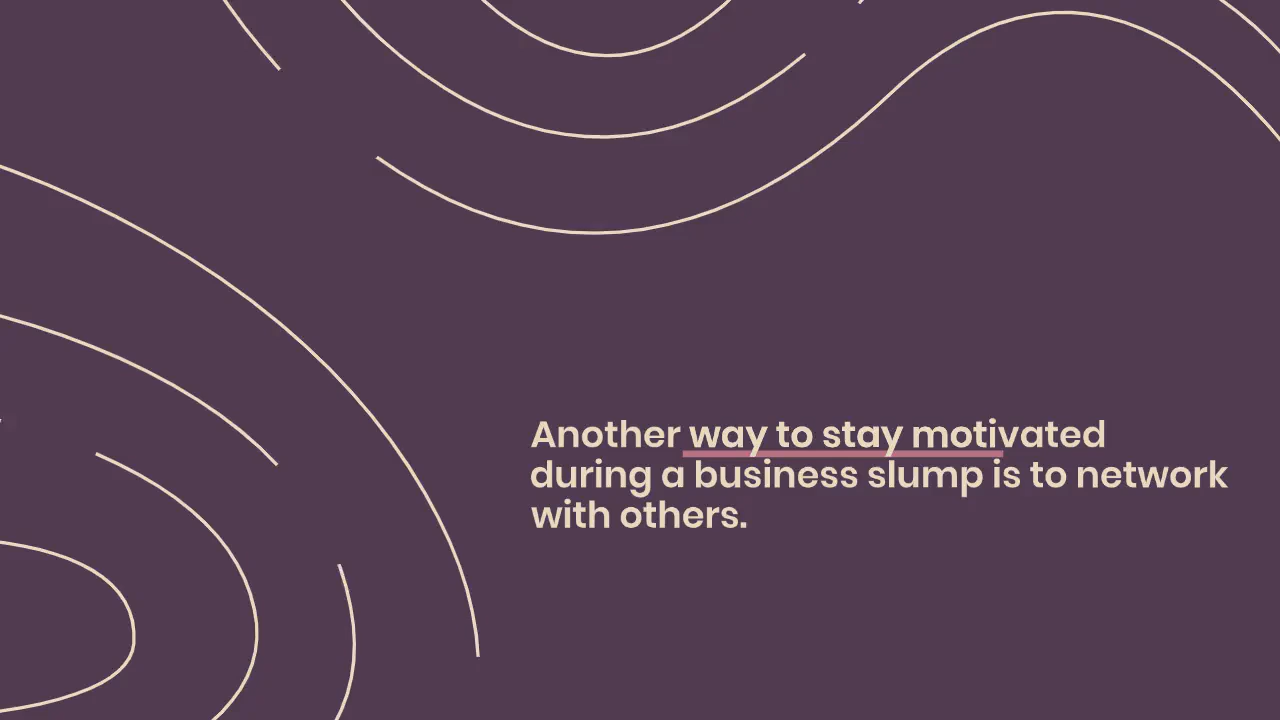 Another way to stay motivated
during a business slump is to network
with others.